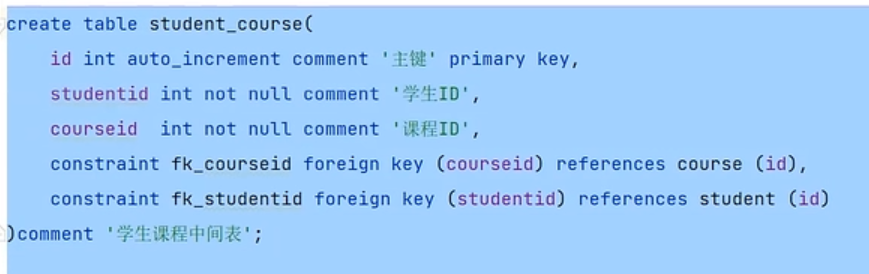 create table student_course(
    id int auto_increment comment '主键' primary key,
    studentid int not null comment '学生ID',
    courseid  int not null comment '课程ID',
    constraint fk_courseid foreign key (courseid) references course (id),
    constraint fk_studentid foreign key (studentid) references student (id)
)comment '学生课程中间表';